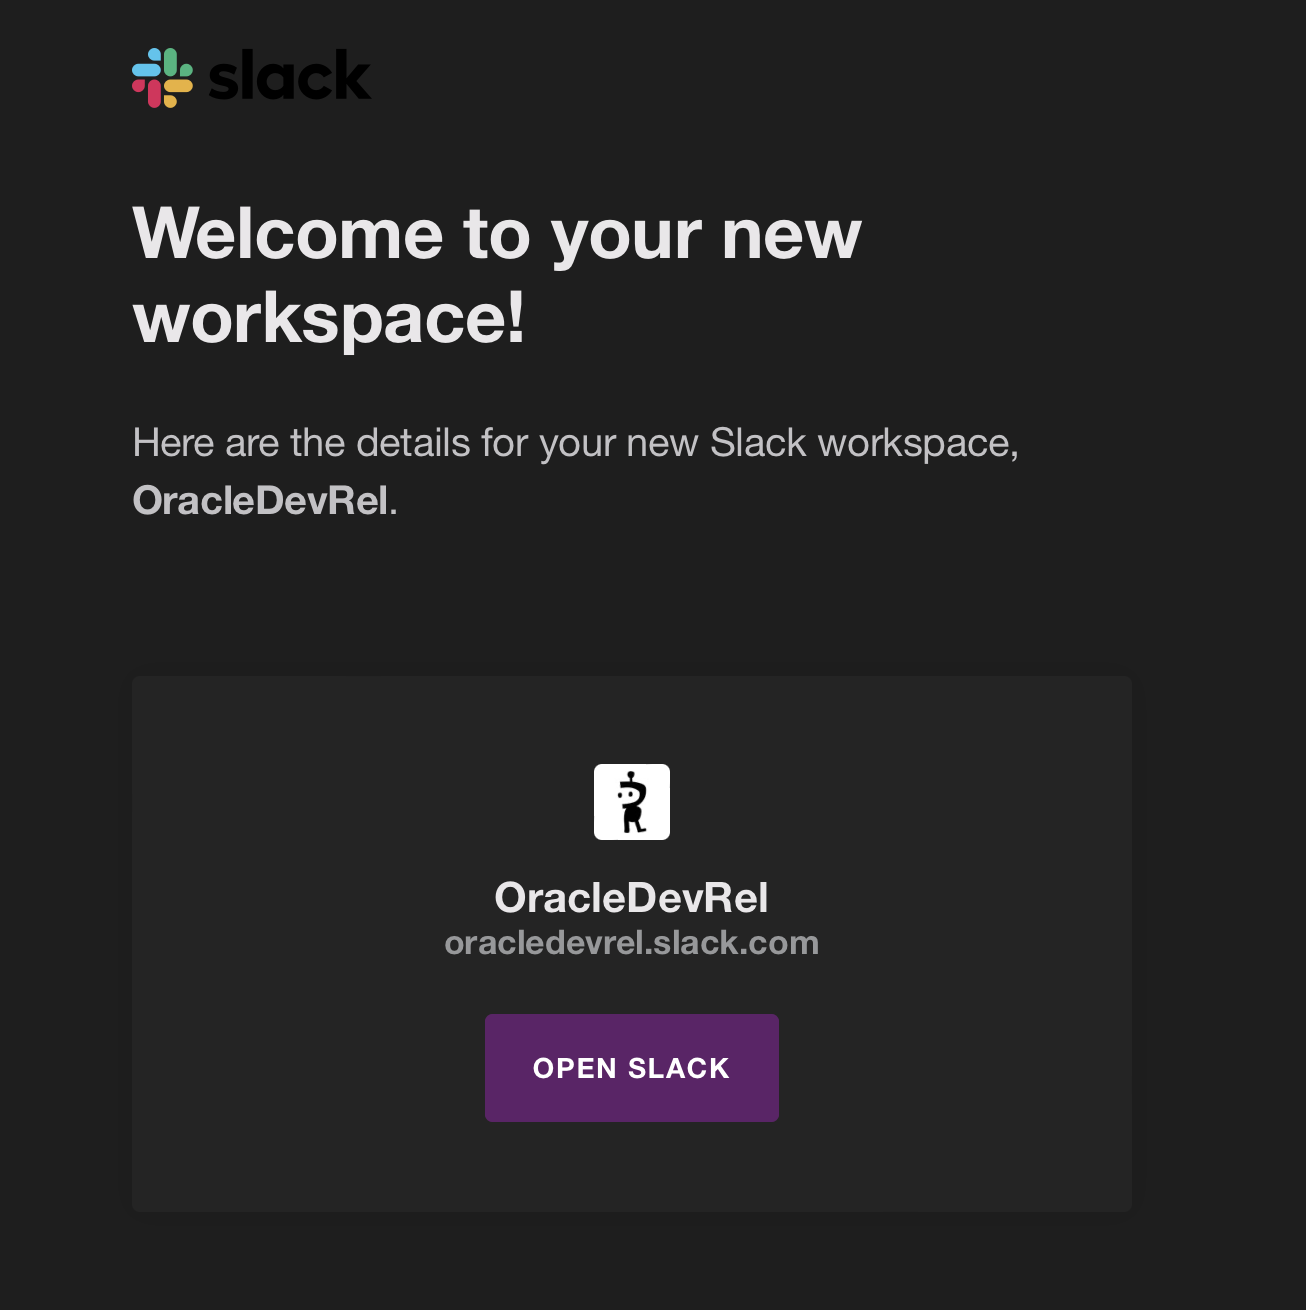 slack
Welcome to your new
workspace!
Here are the details for your new Slack workspace,
OracleDevRel.
OracleDevRel
oracledevrel.slack.com
OPEN SLACK